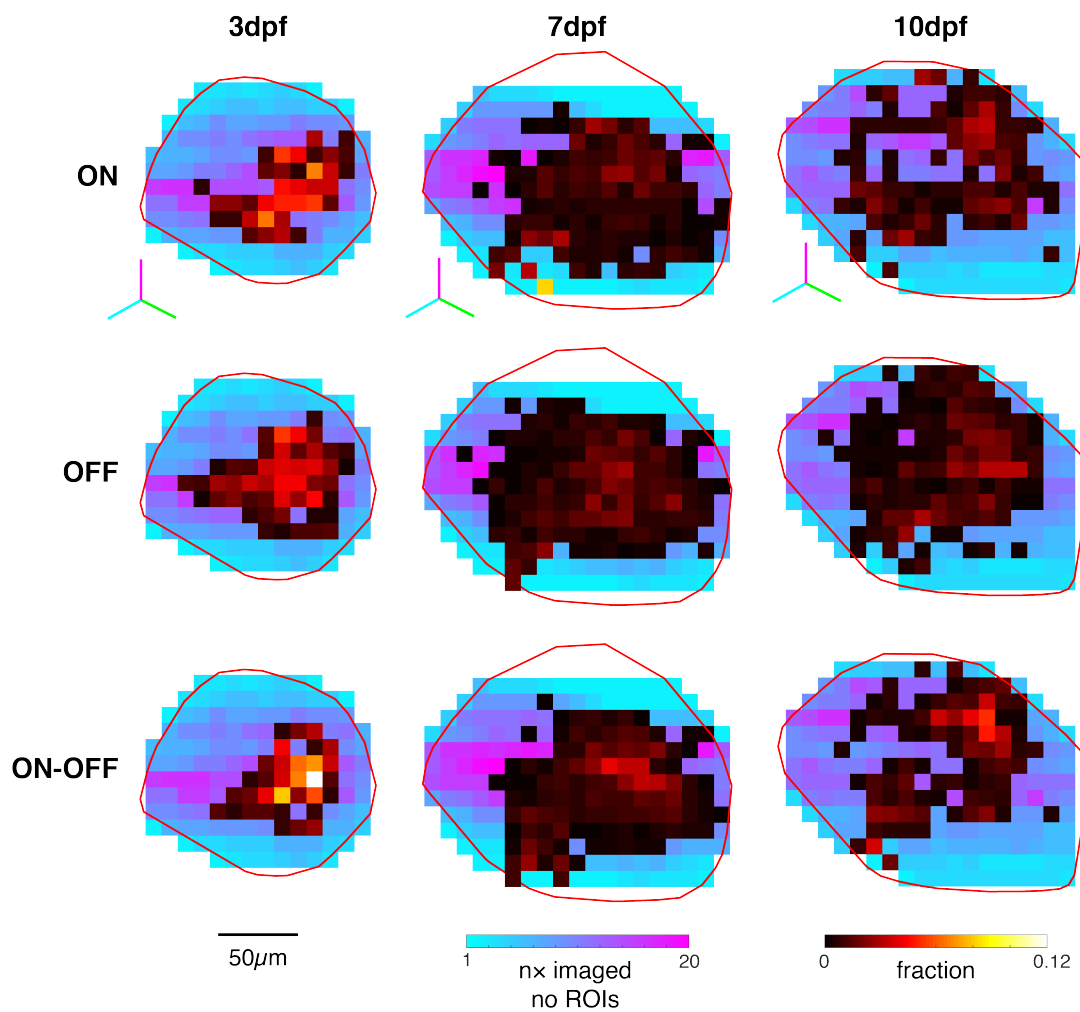 3dpf 7dpf 10dpf
ON
OFF
ON-OFF
50µm
1 20
n× imaged
no ROIs
0 0.12
fraction